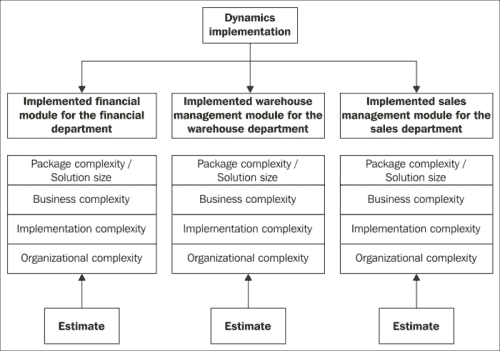 Dynamics
implementation
Implemented financial
module for the financial
department
Implemented warehouse
management module for the
warehouse department
Implemented sales
management module for the
sales department
Package complexity /
Solution size
Business complexity
Implementation complexity
Organizational complexity
Package complexity /
Solution size
Business complexity
Implementation complexity
Organizational complexity
Package complexity /
Solution size
Business complexity
Implementation complexity
Organizational complexity
Estimate
Estimate
Estimate